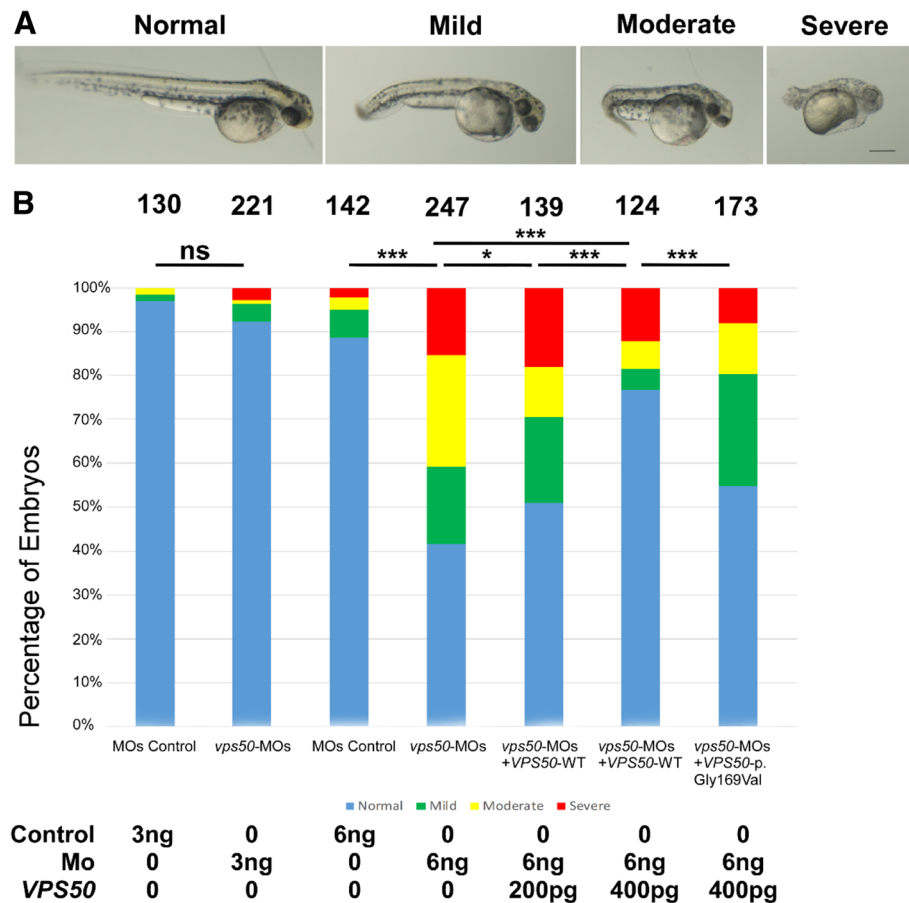 A
Normal Mild Moderate Severe
B
130 221 142 247 139 124 173
***
ns *** * *** ***
100%
90%
80%
70%
60%
50%
40%
30%
20%
10%
0%
Percentage of Embryos
MOs Control vps50-MOs MOs Control vps50-MOs vps50-MOs vps50-MOs vps50-MOs
+VPS50-WT +VPS50-WT +VPS50-p.
Gly169Val
Normal Mild Moderate Severe
Control 3ng 0 6ng 0 0 0 0
Mo 0 3ng 0 6ng 6ng 6ng 6ng
VPS50 0 0 0 0 200pg 400pg 400pg